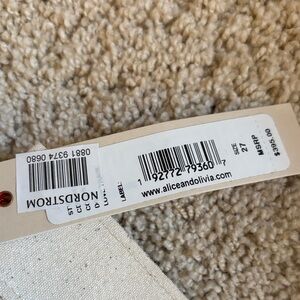 0881 9374 0680
NORDSTROM
LABEL:
1 92772 79360 7
www.aliceandolivia.com
SIZE
27
MSRP
$395.00